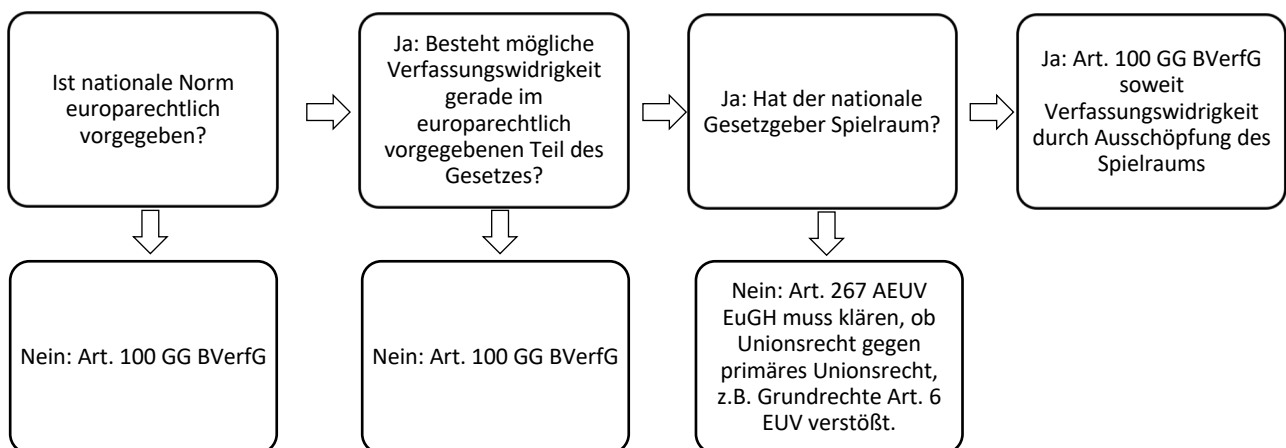 Ist nationale Norm
europarechtlich
vorgegeben?
Ja: Besteht mögliche
Verfassungswidrigkeit
gerade im
europarechtlich
vorgegebenen Teil des
Gesetzes?
Ja: Hat der nationale
Gesetzgeber Spielraum?
Ja: Art. 100 GG BVerfG
soweit
Verfassungswidrigkeit
durch Ausschöpfung des
Spielraums
Nein: Art. 100 GG BVerfG
Nein: Art. 100 GG BVerfG
Nein: Art. 267 AEUV
EuGH muss klären, ob
Unionsrecht gegen
primäres Unionsrecht,
z.B. Grundrechte Art. 6
EUV verstößt.